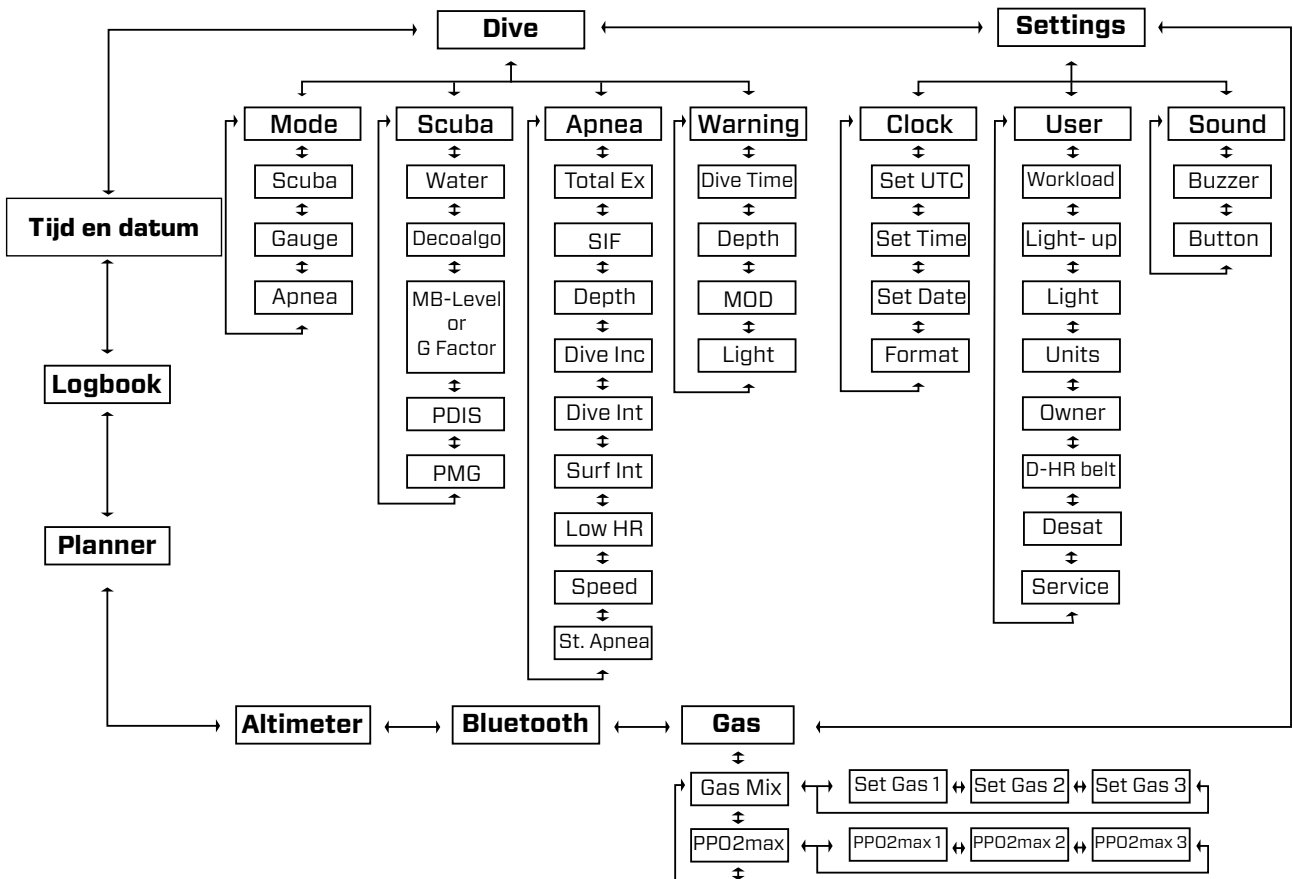 Dive
Settings
Mode
Scuba
Gauge
Apnea
Scuba
Water
Decoalgo
MB-Level
or
G Factor
PDIS
PMG
Apnea
Total Ex
SIF
Depth
Dive Inc
Dive Int
Surf Int
Low HR
Speed
St. Apnea
Warning
Dive Time
Depth
MOD
Light
Clock
Set UTC
Set Time
Set Date
Format
User
Workload
Light- up
Light
Units
Owner
D-HR belt
Desat
Service
Sound
Buzzer
Button
Tijd en datum
Logbook
Planner
Altimeter
Bluetooth
Gas
Gas Mix
Set Gas 1
Set Gas 2
Set Gas 3
PPO2max
PPO2max 1
PPO2max 2
PPO2max 3